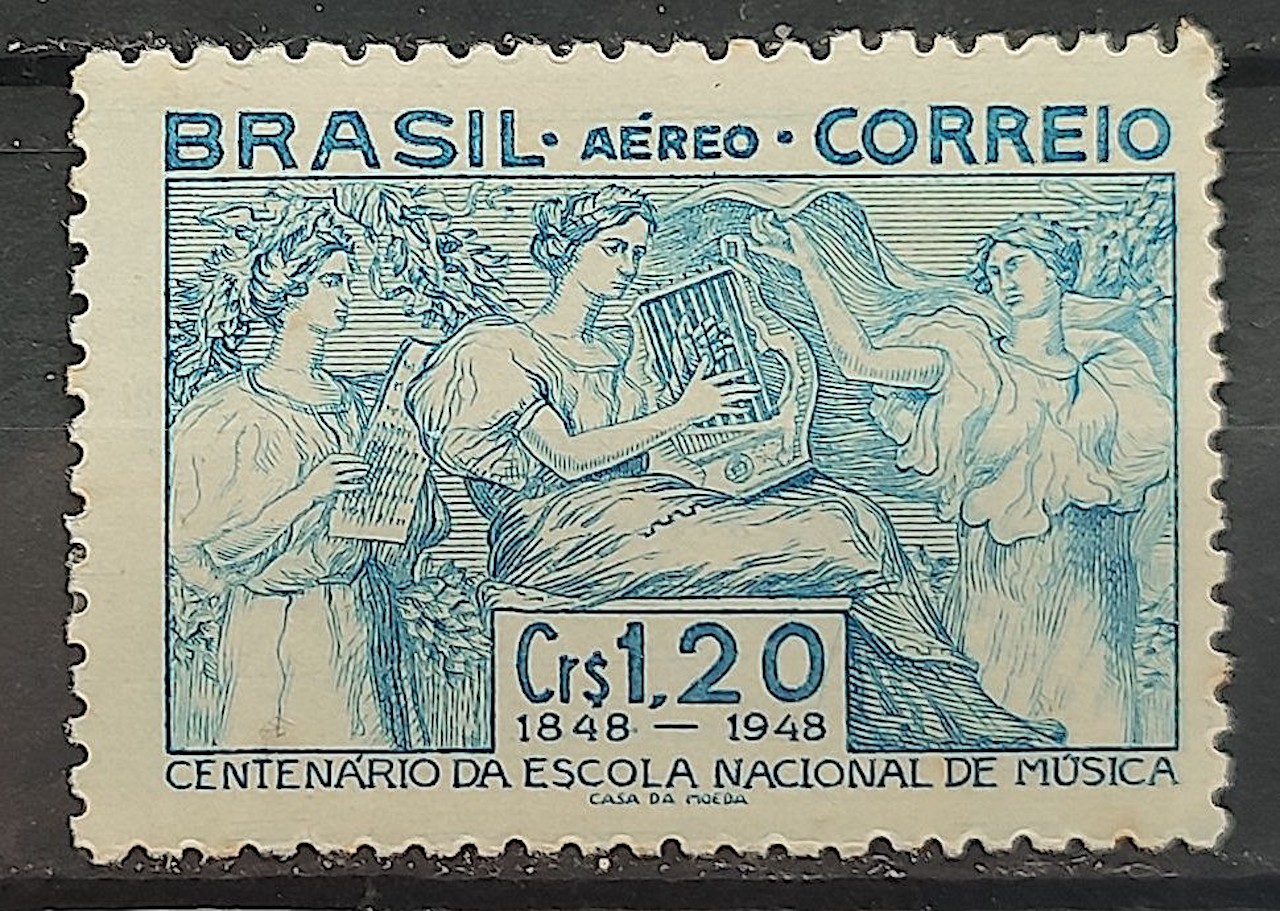 BRASIL · AÉREO · CORREIO
Cr$1,20
1848 — 1948
CENTENÁRIO DA ESCOLA NACIONAL DE MÚSICA
CASA DA MOEDA